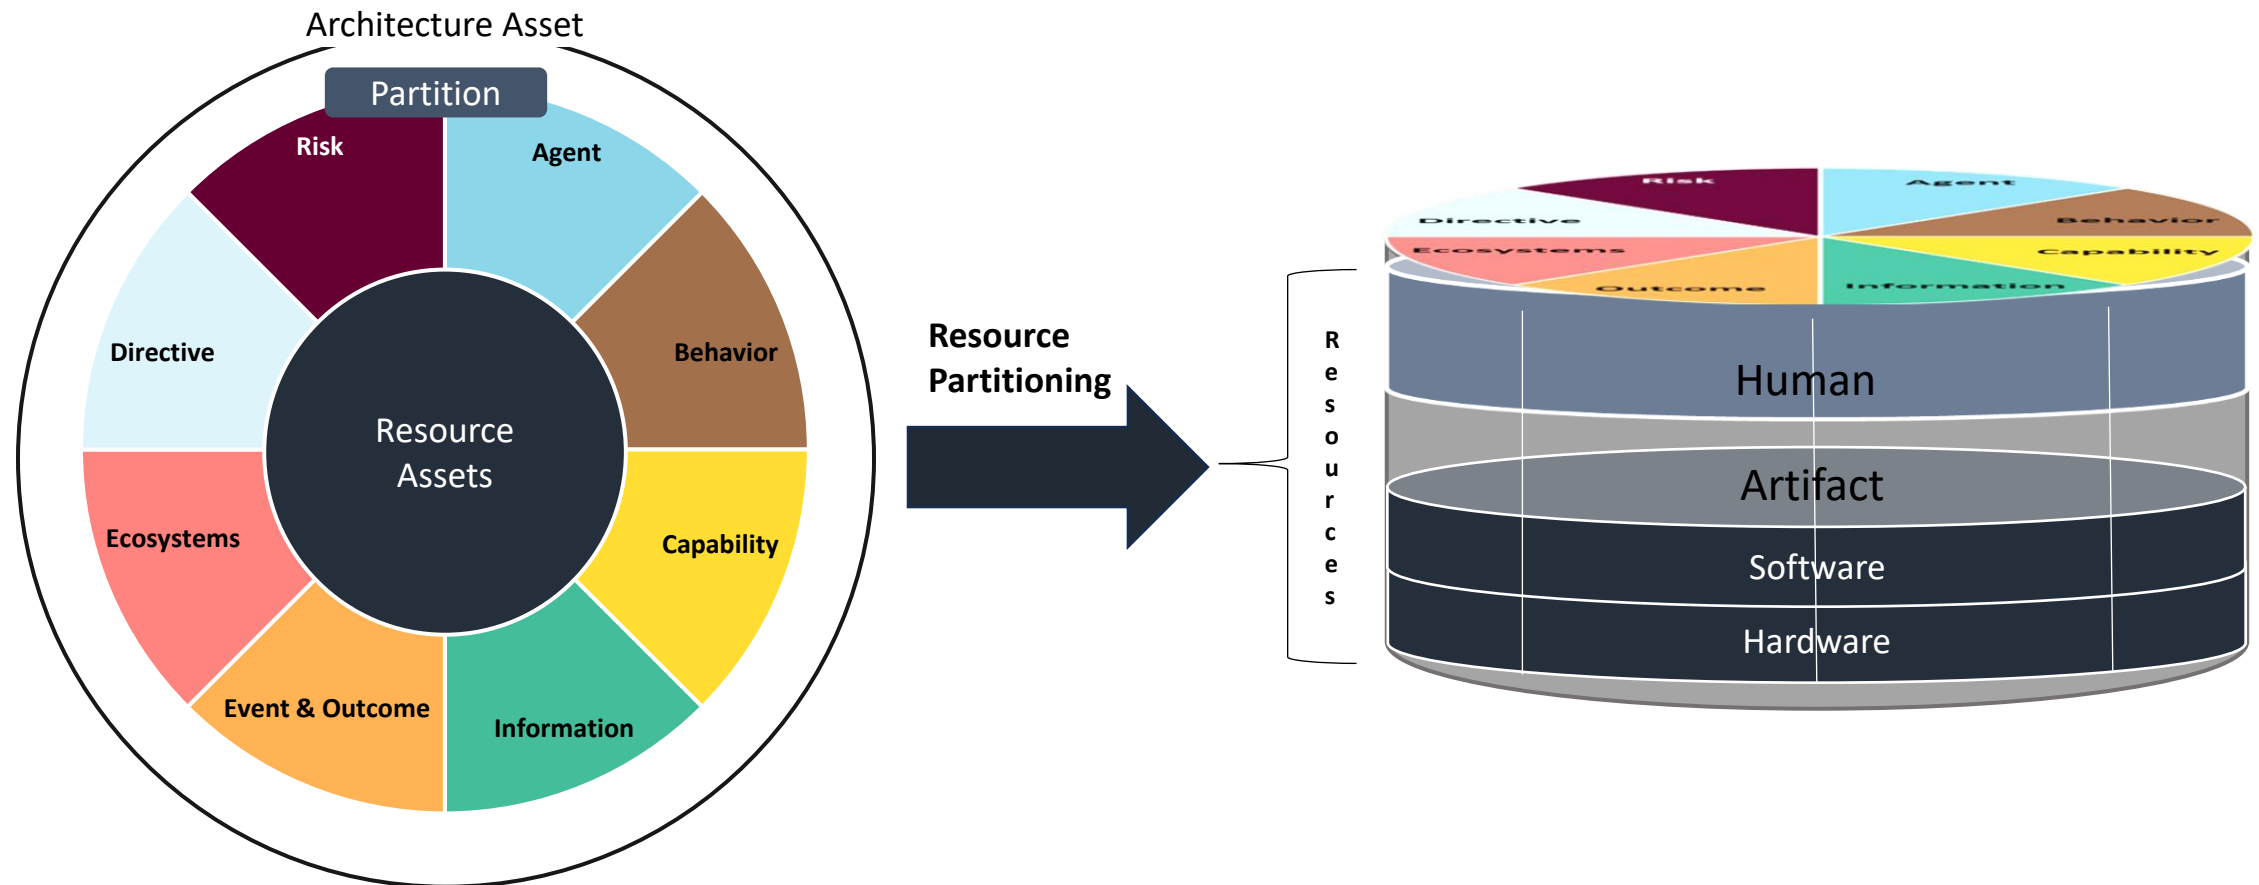 Architecture Asset
Partition
Risk
Agent
Directive
Behavior
Resource
Assets
Ecosystems
Capability
Event & Outcome
Information
Resource
Partitioning
Resources
Risk
Agent
Directive
Behavior
Ecosystems
Capability
Outcome
Information
Human
Artifact
Software
Hardware